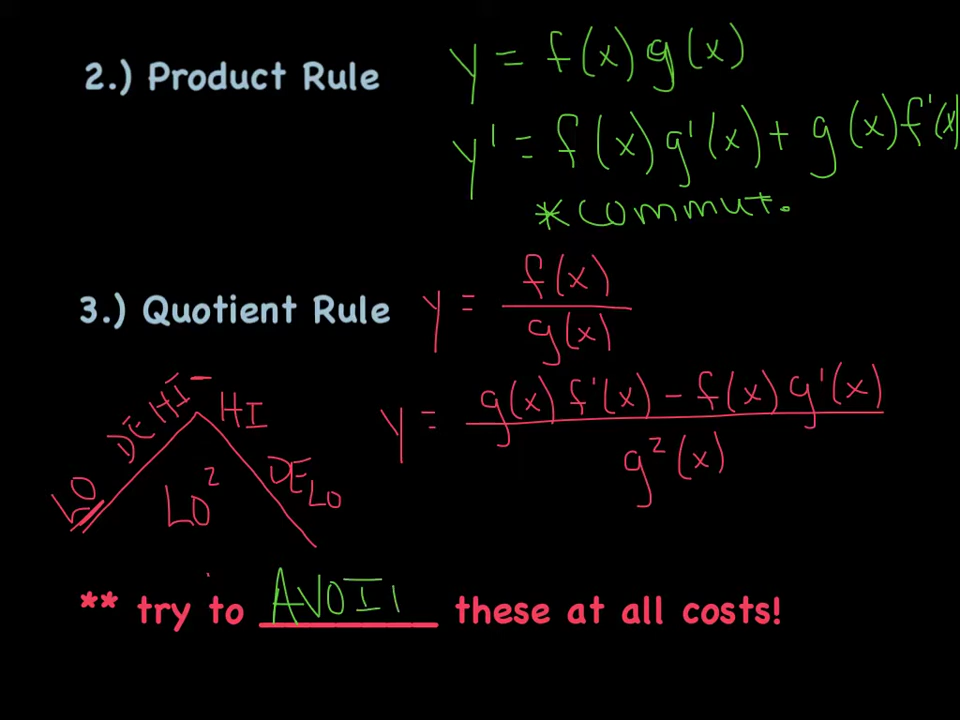 2.) Product Rule
y = f(x) g(x)
y' = f(x) g'(x) + g(x) f'(x)
*commut.
3.) Quotient Rule
y = f(x) / g(x)
y = g(x) f'(x) - f(x) g'(x) / g²(x)
LO DE HI - HI DE LO
LO²
** try to AVOI these at all costs!